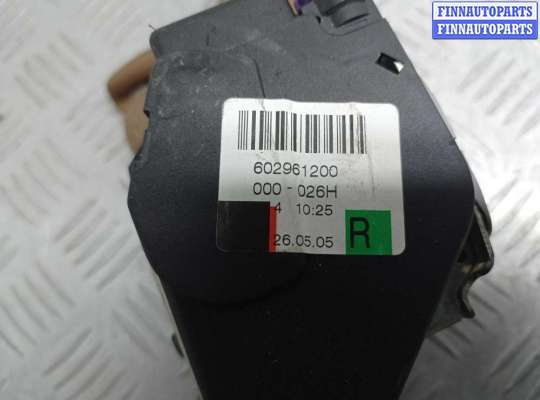 FINNAUTOPARTS
FINNAUTOPARTS
602961200
000 - 026H
4 10:25
26.05.05
R